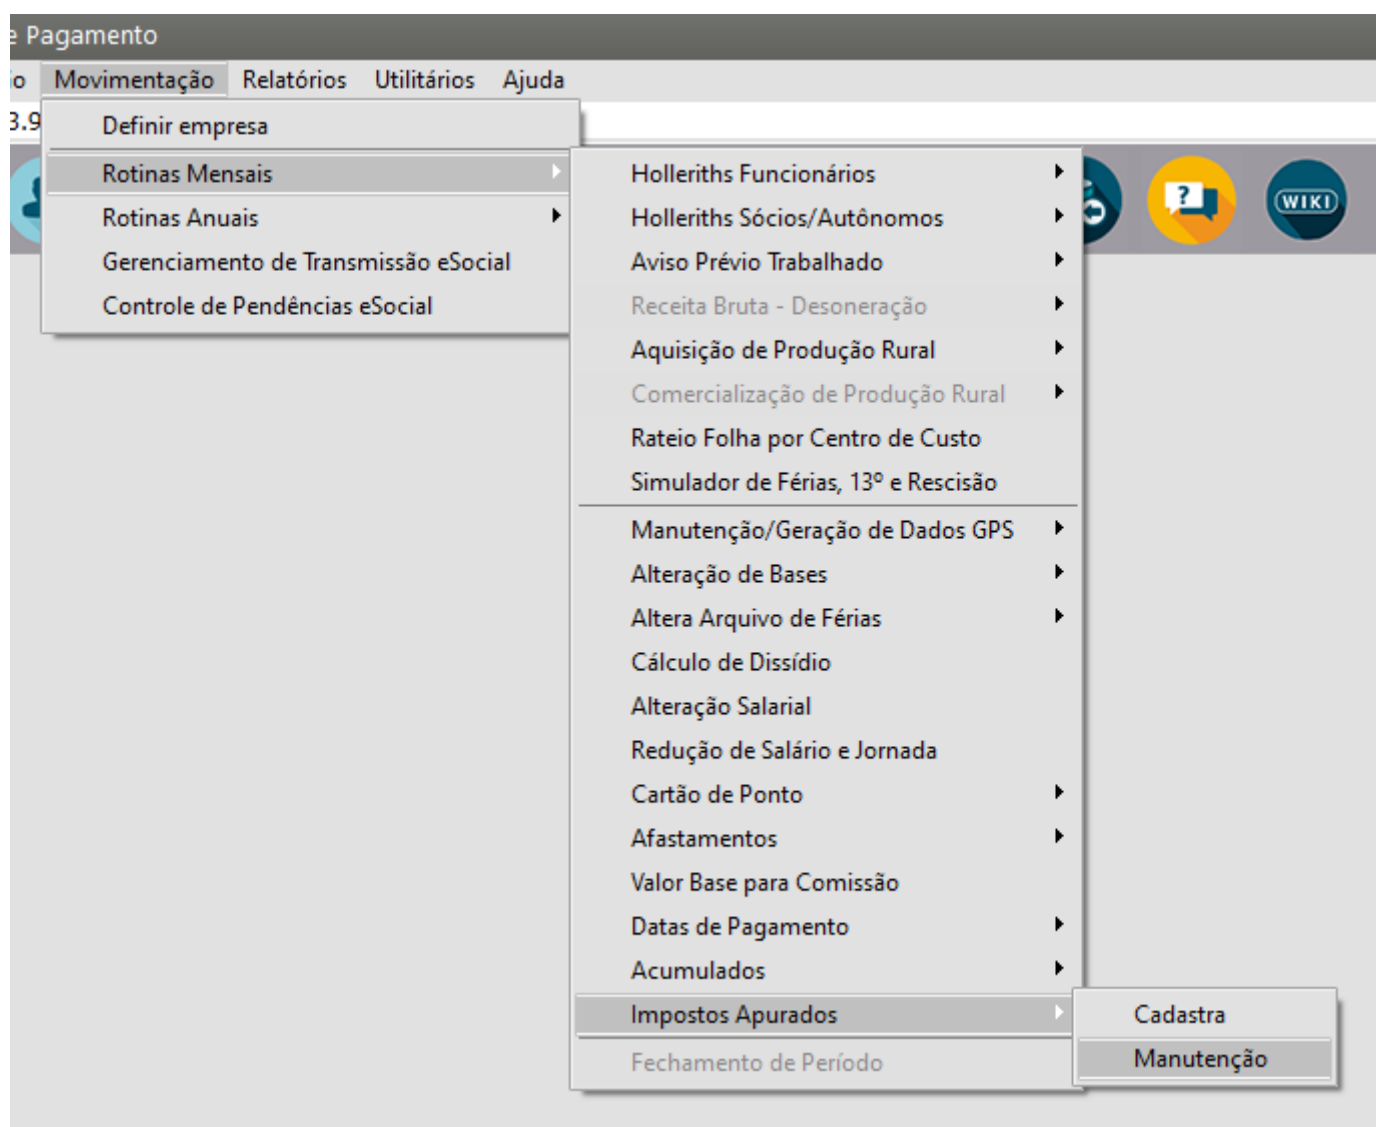 e Pagamento
io Movimentação Relatórios Utilitários Ajuda
3.9
Definir empresa
Rotinas Mensais
Rotinas Anuais
Gerenciamento de Transmissão eSocial
Controle de Pendências eSocial
Holleriths Funcionários
Holleriths Sócios/Autônomos
Aviso Prévio Trabalhado
Receita Bruta - Desoneração
Aquisição de Produção Rural
Comercialização de Produção Rural
Rateio Folha por Centro de Custo
Simulador de Férias, 13º e Rescisão
Manutenção/Geração de Dados GPS
Alteração de Bases
Altera Arquivo de Férias
Cálculo de Dissídio
Alteração Salarial
Redução de Salário e Jornada
Cartão de Ponto
Afastamentos
Valor Base para Comissão
Datas de Pagamento
Acumulados
Impostos Apurados
Fechamento de Período
Cadastra
Manutenção
?
WIKI